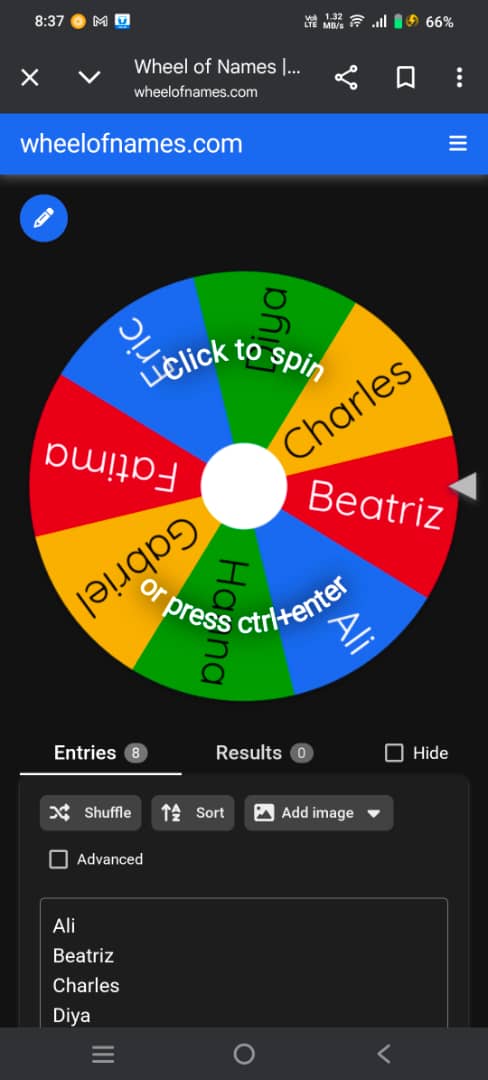 8:37
Vo) LTE 1.32 MB/s 66%
Wheel of Names |...
wheelofnames.com
wheelofnames.com
Click to spin
Diya
Eric
Charles
Fatima
Beatriz
Gabriel
Hanna
Ali
or press ctrl+enter
Entries 8 Results 0 Hide
Shuffle Sort Add image
Advanced
Ali
Beatriz
Charles
Diya